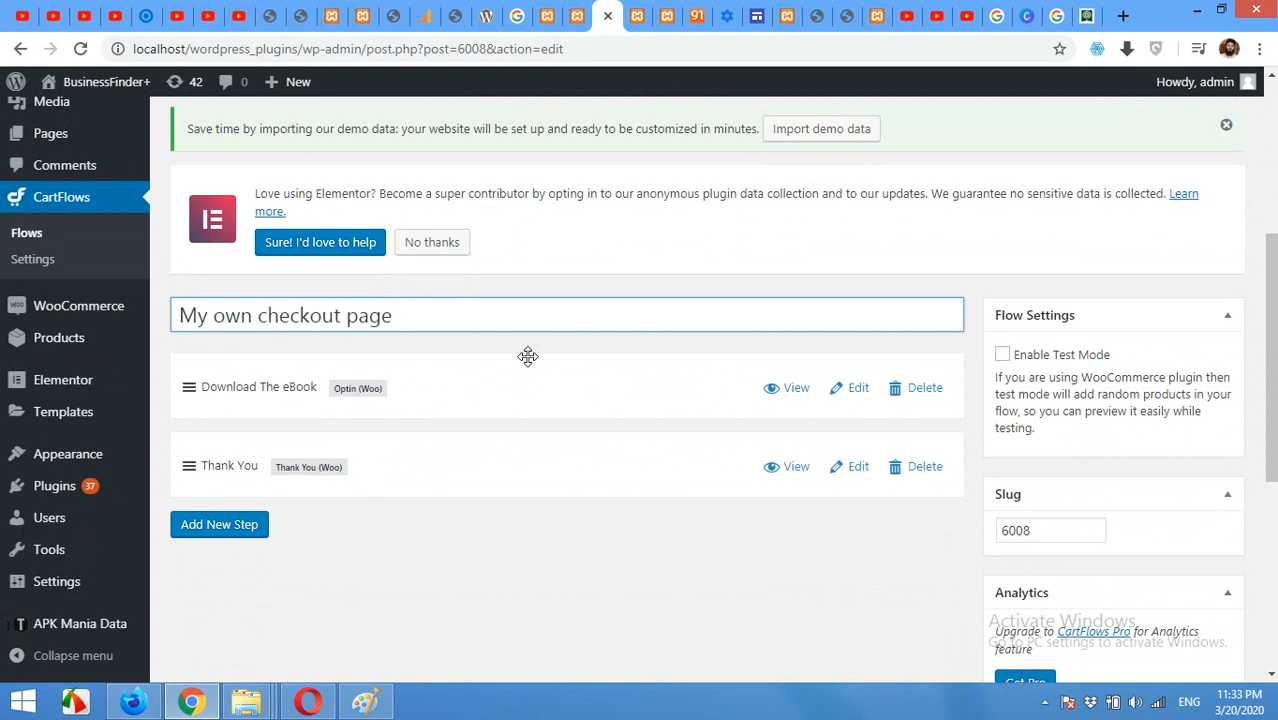 91
localhost/wordpress_plugins/wp-admin/post.php?post=6008&action=edit
BusinessFinder+ 42 0 New Howdy, admin
Media
Pages
Comments
CartFlows
Flows
Settings
WooCommerce
Products
Elementor
Templates
Appearance
Plugins 37
Users
Tools
Settings
APK Mania Data
Collapse menu
Save time by importing our demo data: your website will be set up and ready to be customized in minutes. Import demo data
Love using Elementor? Become a super contributor by opting in to our anonymous plugin data collection and to our updates. We guarantee no sensitive data is collected. Learn
more.
Sure! I'd love to help No thanks
My own checkout page
Download The eBook Optin (Woo) View Edit Delete
Thank You Thank You (Woo) View Edit Delete
Add New Step
Flow Settings
Enable Test Mode
If you are using WooCommerce plugin then
test mode will add random products in your
flow, so you can preview it easily while
testing.
Slug
6008
Analytics
Upgrade to CartFlows Pro for Analytics
feature
Get Pro
Activate Windows
Go to PC settings to activate Windows.
ENG
11:33 PM
3/20/2020